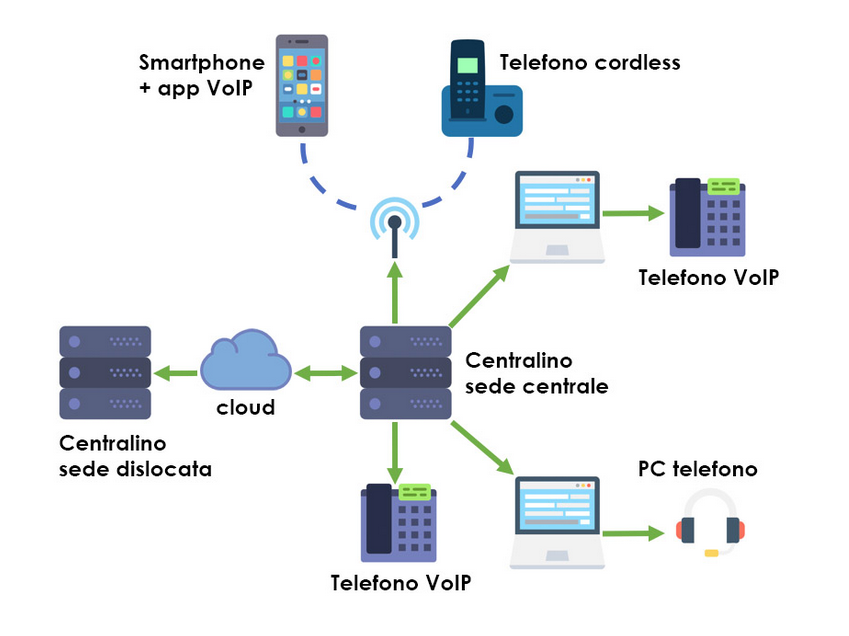 Smartphone
+ app VoIP
Telefono cordless
Telefono VoIP
Centralino
sede centrale
cloud
Centralino
sede dislocata
PC telefono
Telefono VoIP